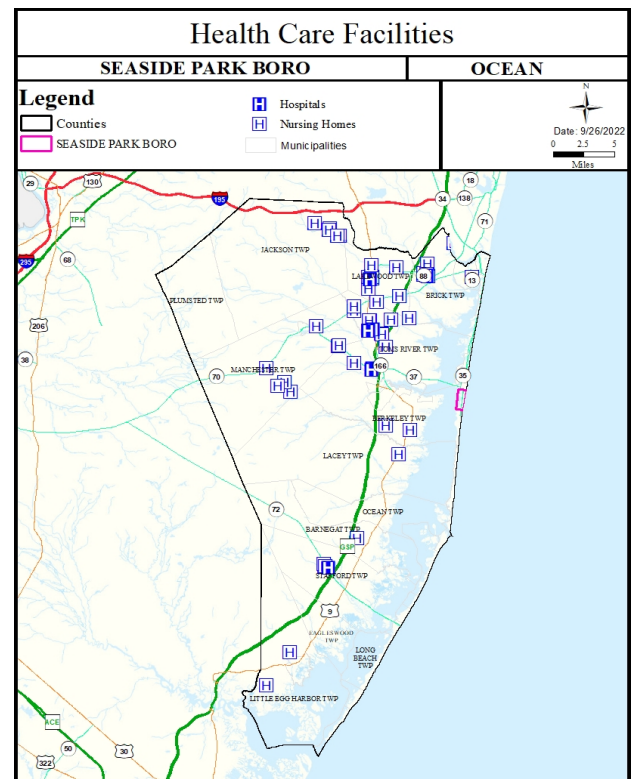 Health Care Facilities
SEASIDE PARK BORO
OCEAN
Legend
Counties
SEASIDE PARK BORO
H Hospitals
H Nursing Homes
Municipalities
N
Date: 9/26/2022
0 2.5 5
Miles
29
130
195
18
34
138
TPK
71
JACKSON TWP
68
295
LAKEWOOD TWP
88
13
PLUMSTED TWP
BRICK TWP
206
TOMS RIVER TWP
38
MANCHESTER TWP
166
70
37
35
BERKELEY TWP
LACEY TWP
72
OCEAN TWP
BARNEGAT TWP
GSP
STAFFORD TWP
9
EAGLESWOOD
TWP
LONG
BEACH
TWP
LITTLE EGG HARBOR TWP
ACE
50
30
322